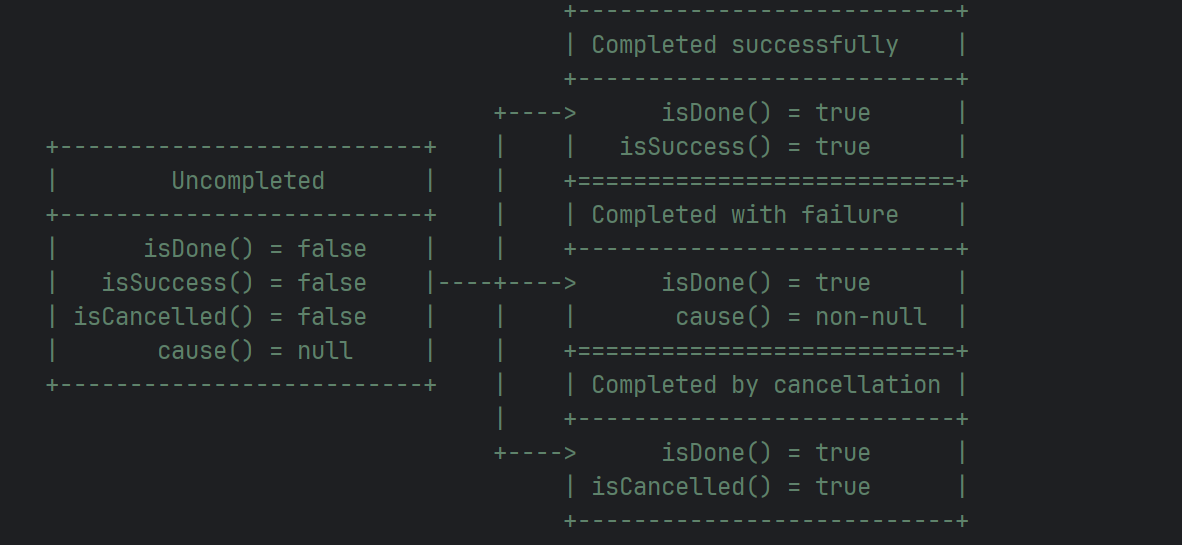 +---------------------------+
                                      | Completed successfully    |
                                      +---------------------------+
                                 +---->      isDone() = true      |
 +--------------------------+    |    |   isSuccess() = true      |
 |        Uncompleted       |    |    +===========================+
 +--------------------------+    |    | Completed with failure    |
 |      isDone() = false    |    |    +---------------------------+
 |   isSuccess() = false    |----+---->      isDone() = true      |
 | isCancelled() = false    |    |    |       cause() = non-null  |
 |       cause() = null     |    |    +===========================+
 +--------------------------+    |    | Completed by cancellation |
                                 |    +---------------------------+
                                 +---->      isDone() = true      |
                                      | isCancelled() = true      |
                                      +---------------------------+